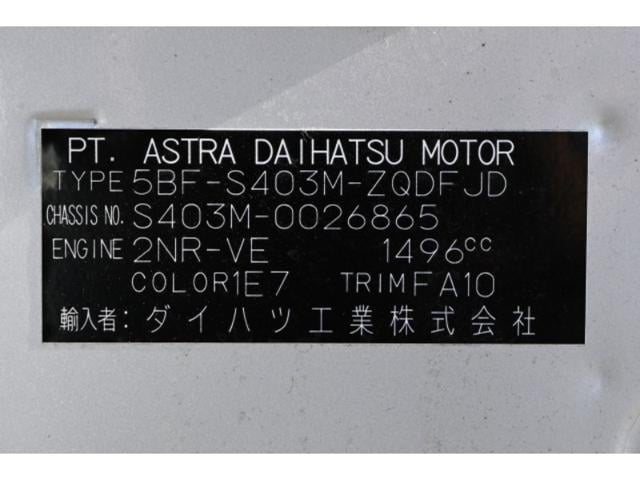 PT. ASTRA DAIHATSU MOTOR
TYPE 5BF-S403M-ZQDFJD
CHASSIS NO. S403M-0026865
ENGINE 2NR-VE 1496cc
COLOR 1E7 TRIM FA10
輸入者: ダイハツ工業株式会社